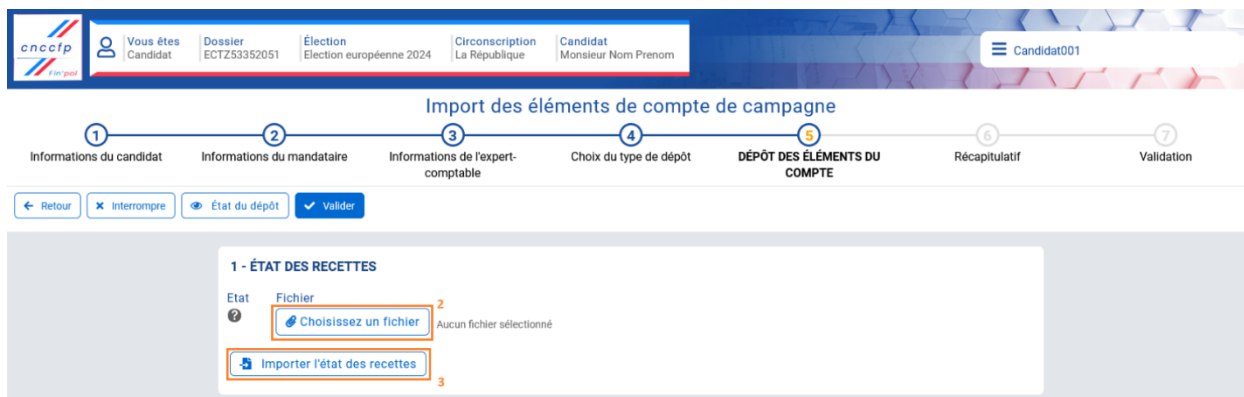 cnccfp
Fin'pol
Vous êtes
Candidat
Dossier
ECTZ53352051
Élection
Election européenne 2024
Circonscription
La République
Candidat
Monsieur Nom Prenom
Candidat001
Import des éléments de compte de campagne
1
Informations du candidat
2
Informations du mandataire
3
Informations de l'expert-
comptable
4
Choix du type de dépôt
5
DÉPÔT DES ÉLÉMENTS DU
COMPTE
6
Récapitulatif
7
Validation
Retour
Interrompre
État du dépôt
Valider
1 - ÉTAT DES RECETTES
Etat
Fichier
2
?
Choisissez un fichier
Aucun fichier sélectionné
Importer l'état des recettes
3